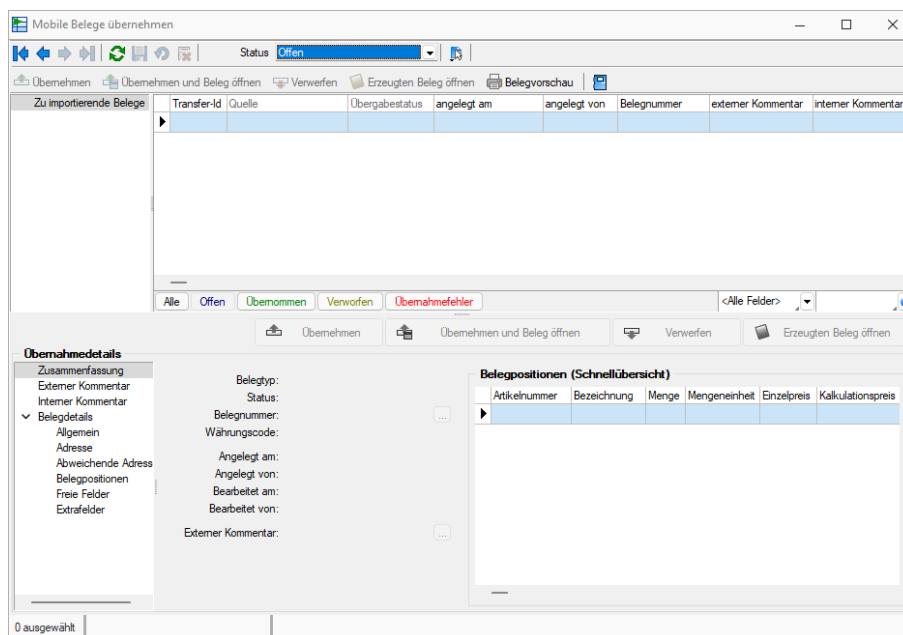 Mobile Belege übernehmen
Status Offen
Übernehmen Übernehmen und Beleg öffnen Verwerfen Erzeugten Beleg öffnen Belegvorschau
Zu importierende Belege Transfer-Id Quelle Übergabestatus angelegt am angelegt von Belegnummer externer Kommentar interner Kommentar
Alle Offen Übernommen Verworfen Übernahmefehler <Alle Felder>
Übernehmen Übernehmen und Beleg öffnen Verwerfen Erzeugten Beleg öffnen
Übernahmedetails
Zusammenfassung
Externer Kommentar
Interner Kommentar
Belegdetails
Allgemein
Adresse
Abweichende Adress
Belegpositionen
Freie Felder
Extrafelder
Belegtyp:
Status:
Belegnummer: ...
Währungscode:
Angelegt am:
Angelegt von:
Bearbeitet am:
Bearbeitet von:
Externer Kommentar: ...
Belegpositionen (Schnellübersicht)
Artikelnummer Bezeichnung Menge Mengeneinheit Einzelpreis Kalkulationspreis
0 ausgewählt